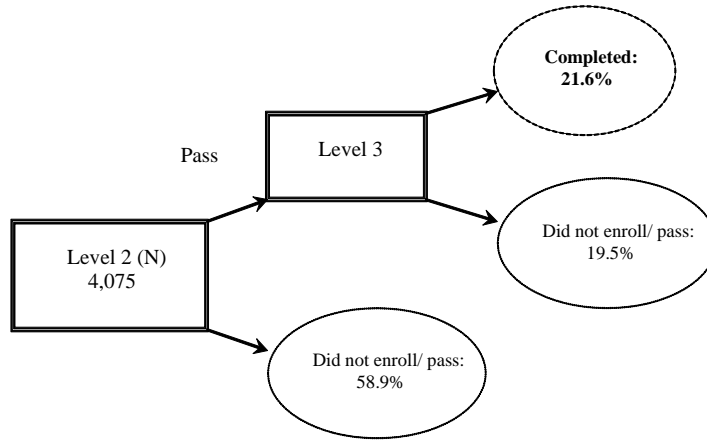 Completed:
21.6%
Level 3
Pass
Did not enroll/ pass:
19.5%
Level 2 (N)
4,075
Did not enroll/ pass:
58.9%